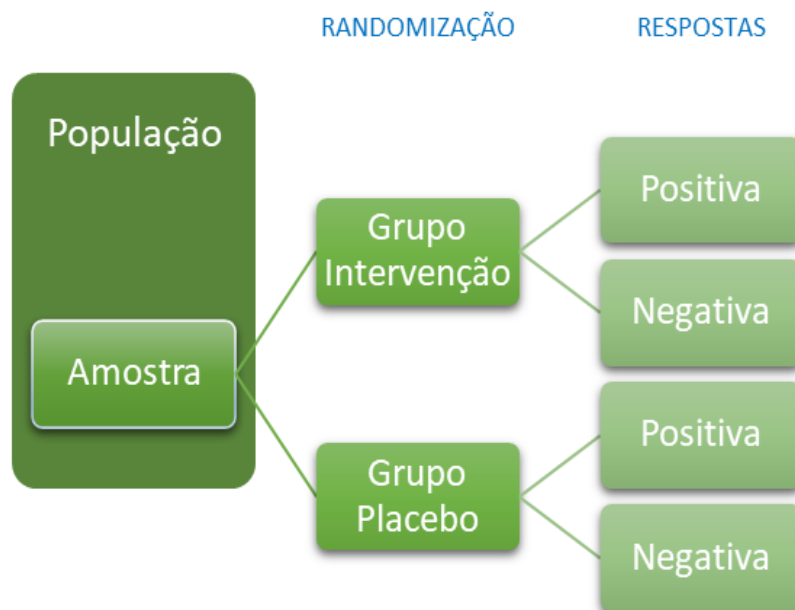 RANDOMIZAÇÃO
RESPOSTAS
População
Amostra
Grupo
Intervenção
Grupo
Placebo
Positiva
Negativa
Positiva
Negativa